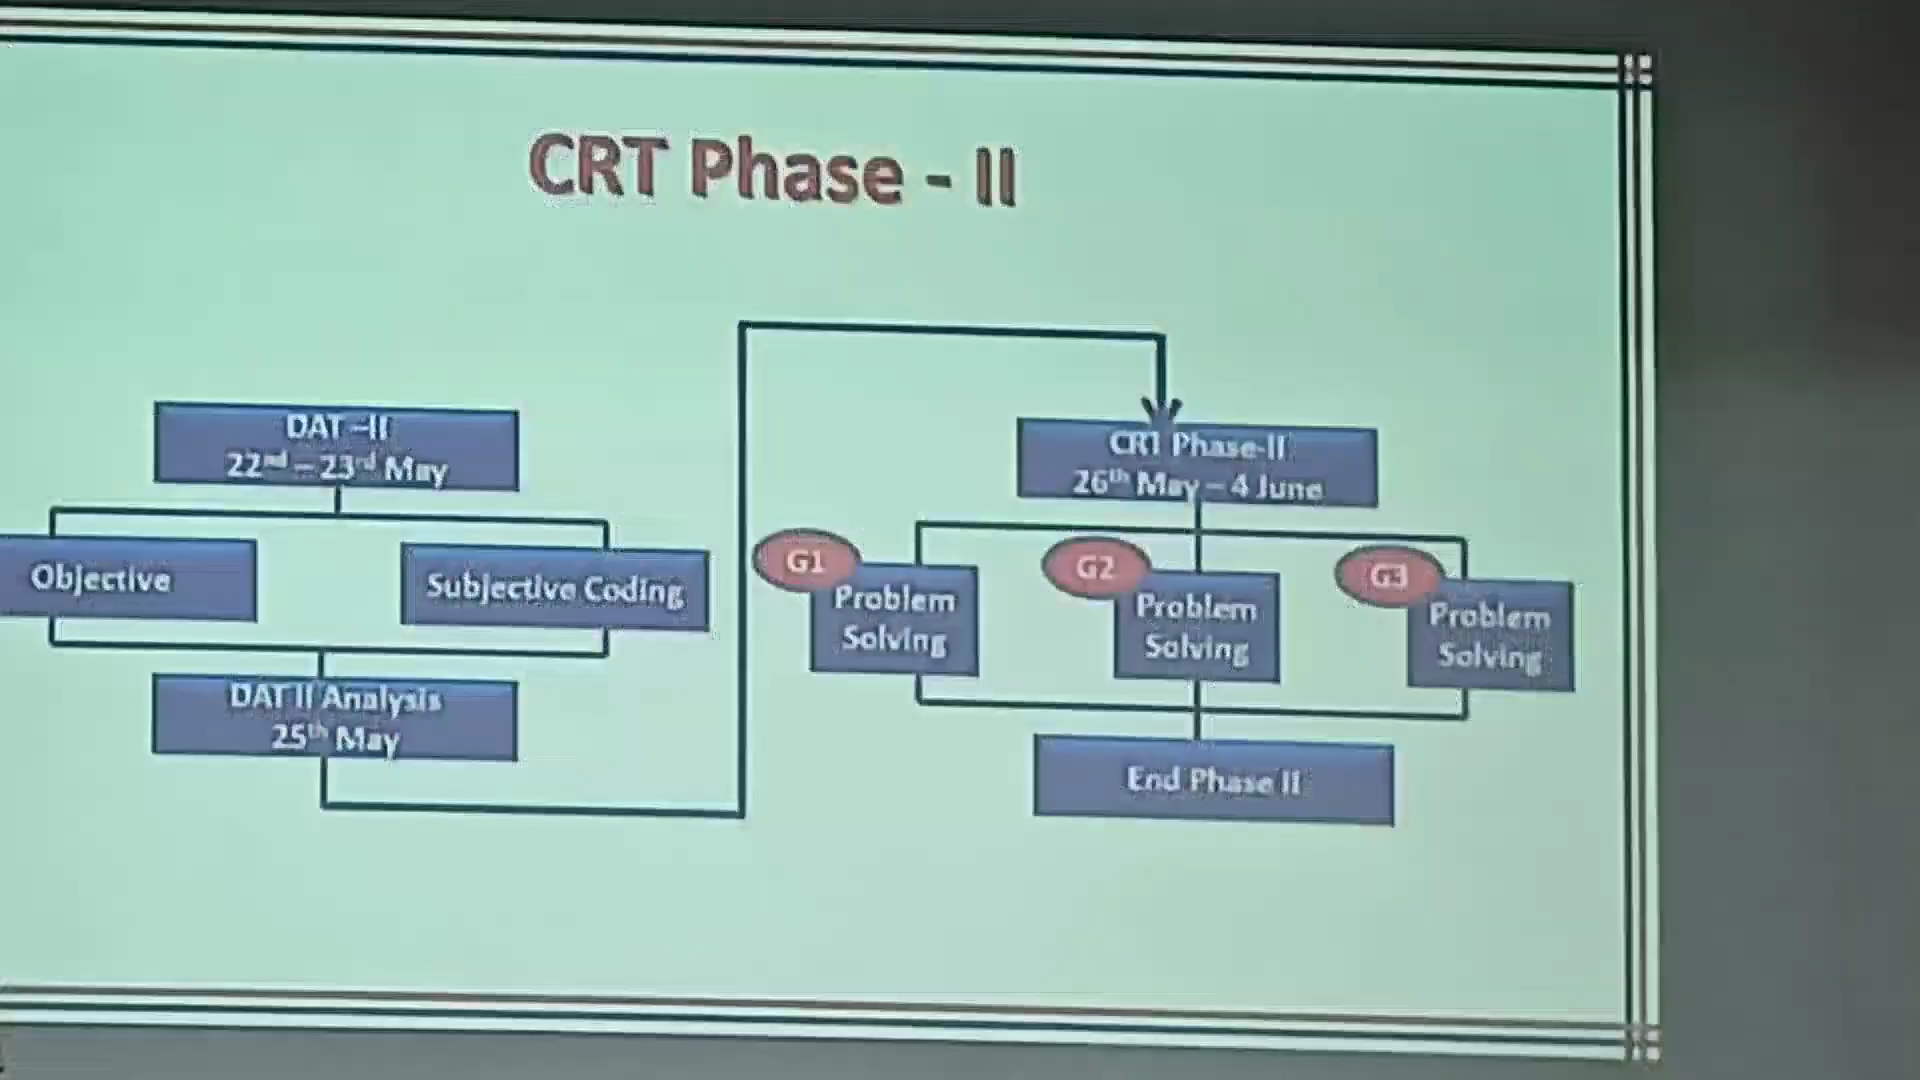 CRT Phase - II
DAT –II
22nd – 23rd May
Objective
Subjective Coding
DAT II Analysis
25th May
CRT Phase-II
26th May – 4 June
G1
Problem
Solving
G2
Problem
Solving
G3
Problem
Solving
End Phase II